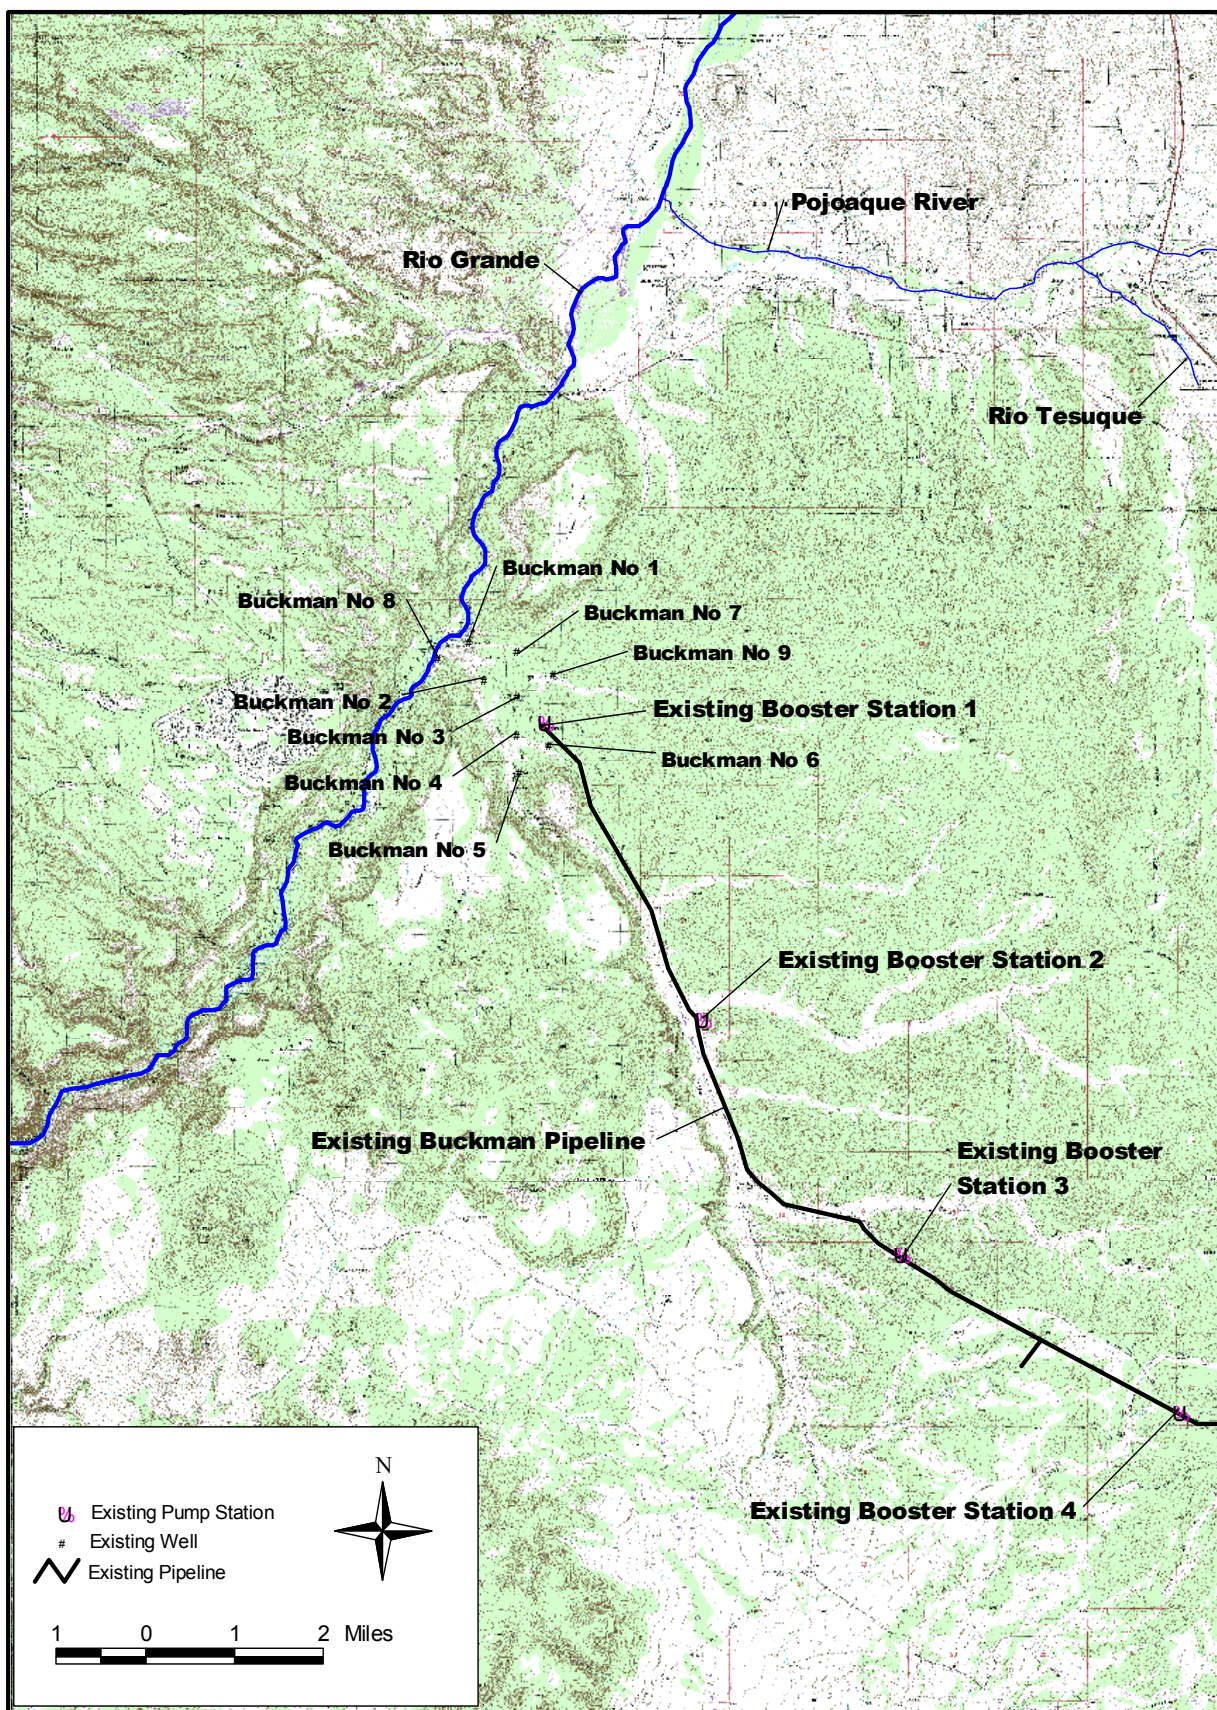 Pojoaque River
Rio Grande
Rio Tesuque
Buckman No 1
Buckman No 8
Buckman No 7
Buckman No 9
Buckman No 2
Existing Booster Station 1
Buckman No 3
Buckman No 6
Buckman No 4
Buckman No 5
Existing Booster Station 2
Existing Buckman Pipeline
Existing Booster
Station 3
Existing Booster Station 4
N
Existing Pump Station
# Existing Well
Existing Pipeline
1 0 1 2 Miles